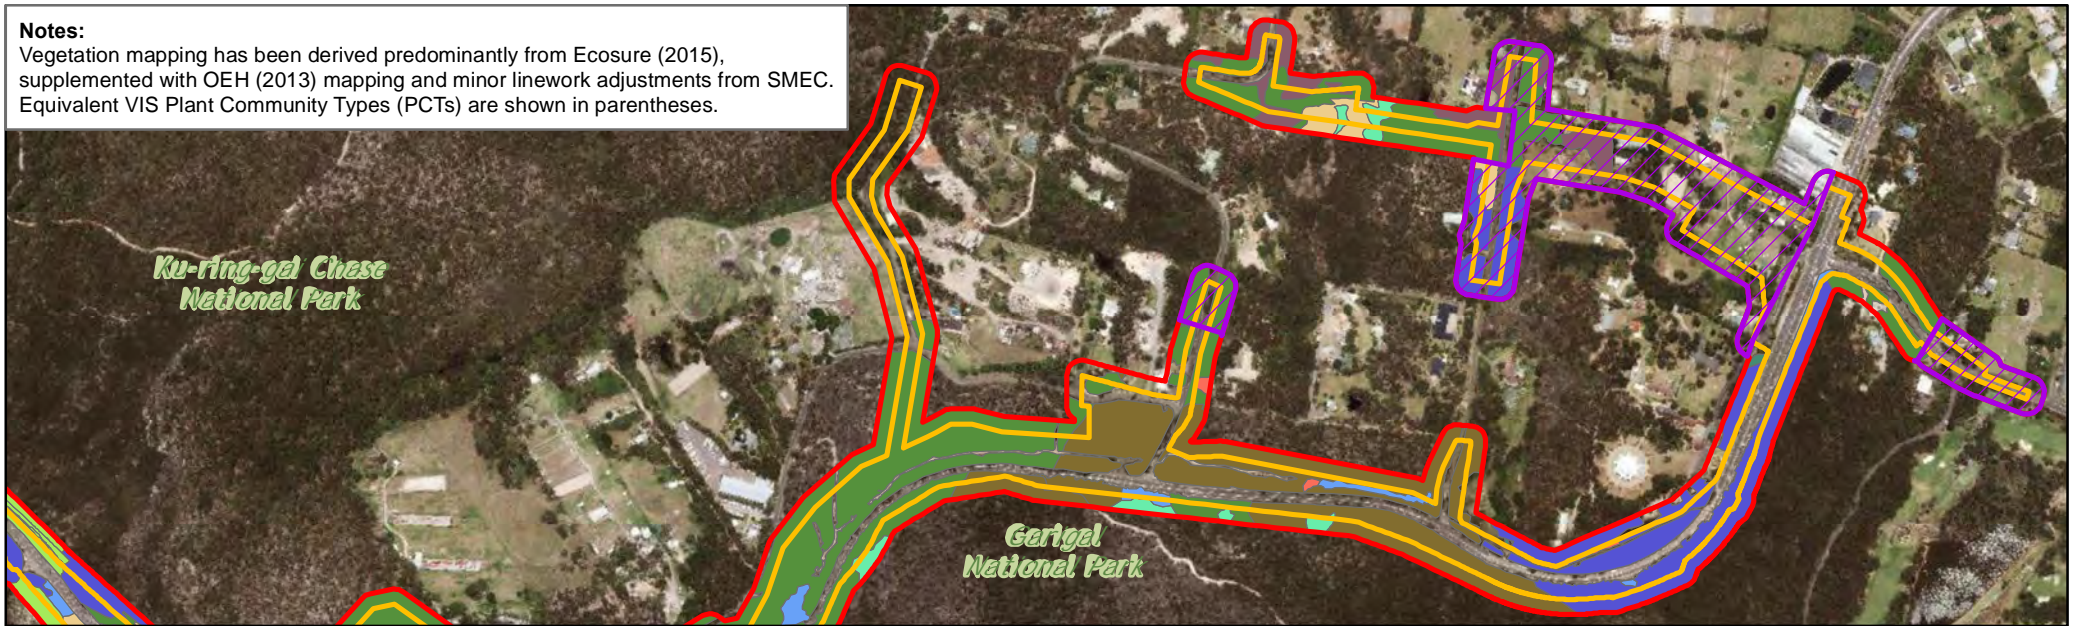 Notes:
Vegetation mapping has been derived predominantly from Ecosure (2015),
supplemented with OEH (2013) mapping and minor linework adjustments from SMEC.
Equivalent VIS Plant Community Types (PCTs) are shown in parentheses.
Ku-ring-gai Chase
National Park
Garigal
National Park